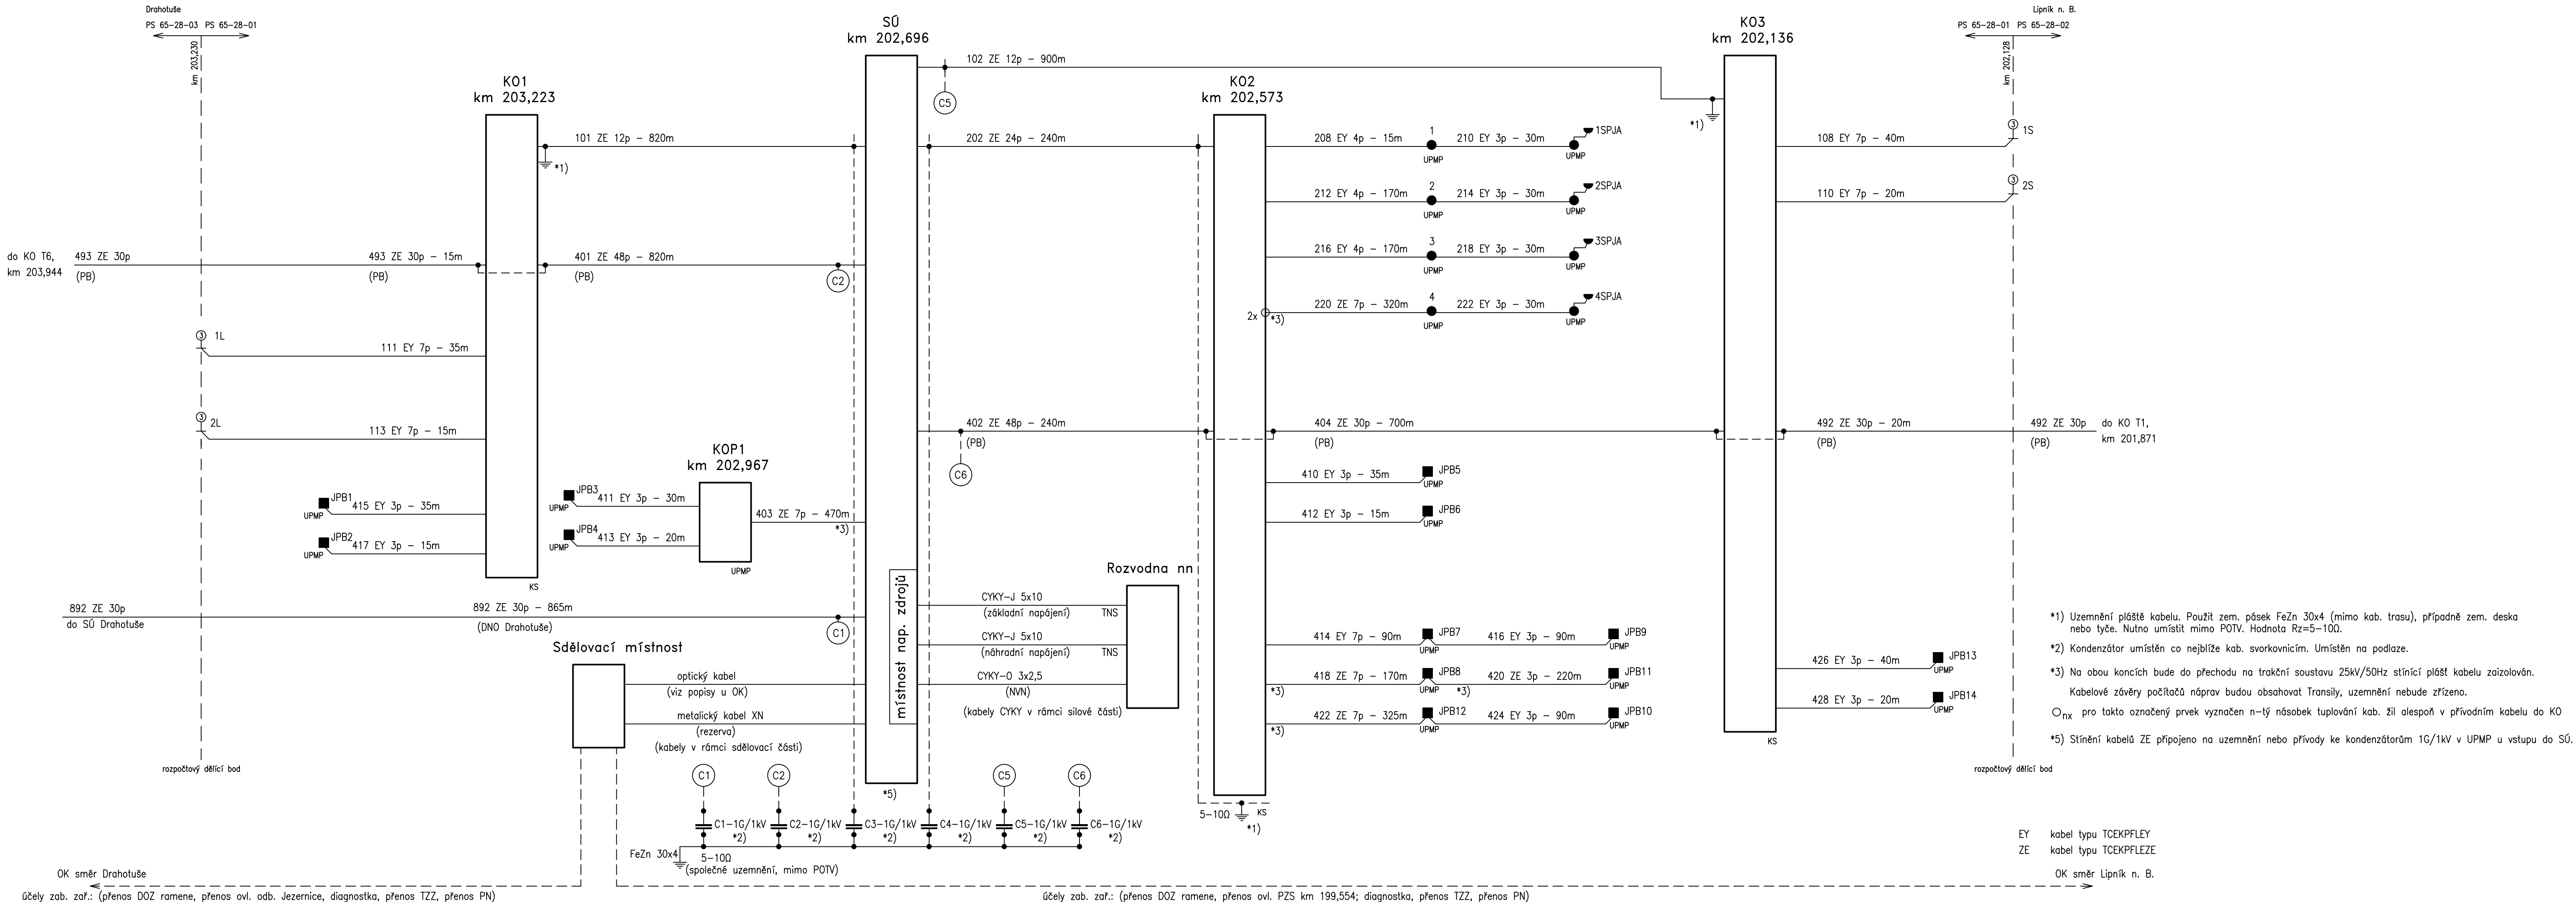 Drahotuše
PS 65-28-03 PS 65-28-01
km 203,230
Lipník n. B.
PS 65-28-01 PS 65-28-02
km 202,128
KO1
km 203,223
SÚ
km 202,696
KO2
km 202,573
KO3
km 202,136
102 ZE 12p - 900m
C5
*1)
101 ZE 12p - 820m
*1)
202 ZE 24p - 240m
208 EY 4p - 15m
1
UPMP
210 EY 3p - 30m
1SPJA
UPMP
108 EY 7p - 40m
3 1S
212 EY 4p - 170m
2
UPMP
214 EY 3p - 30m
2SPJA
UPMP
110 EY 7p - 20m
3 2S
216 EY 4p - 170m
3
UPMP
218 EY 3p - 30m
3SPJA
UPMP
2x
*3)
220 ZE 7p - 320m
4
UPMP
222 EY 3p - 30m
4SPJA
UPMP
do KO T6,
km 203,944
493 ZE 30p
(PB)
493 ZE 30p - 15m
(PB)
401 ZE 48p - 820m
(PB)
C2
3 1L
111 EY 7p - 35m
3 2L
113 EY 7p - 15m
402 ZE 48p - 240m
(PB)
C6
404 ZE 30p - 700m
(PB)
492 ZE 30p - 20m
(PB)
492 ZE 30p
(PB)
do KO T1,
km 201,871
KOP1
km 202,967
JPB1
UPMP
415 EY 3p - 35m
JPB2
UPMP
417 EY 3p - 15m
KS
JPB3
UPMP
411 EY 3p - 30m
JPB4
UPMP
413 EY 3p - 20m
UPMP
403 ZE 7p - 470m
*3)
410 EY 3p - 35m
JPB5
UPMP
412 EY 3p - 15m
JPB6
UPMP
892 ZE 30p
do SÚ Drahotuše
892 ZE 30p - 865m
(DNO Drahotuše)
C1
místnost nap. zdrojů
Rozvodna nn
CYKY-J 5x10
(základní napájení)
TNS
CYKY-J 5x10
(náhradní napájení)
TNS
CYKY-O 3x2,5
(NVN)
(kabely CYKY v rámci silové části)
Sdělovací místnost
optický kabel
(viz popisy u OK)
metalický kabel XN
(rezerva)
(kabely v rámci sdělovací části)
414 EY 7p - 90m
JPB7
UPMP
416 EY 3p - 90m
JPB9
UPMP
*3)
418 ZE 7p - 170m
JPB8
UPMP
*3)
420 ZE 3p - 220m
JPB11
UPMP
*3)
422 ZE 7p - 325m
JPB12
UPMP
424 EY 3p - 90m
JPB10
UPMP
426 EY 3p - 40m
JPB13
UPMP
428 EY 3p - 20m
JPB14
UPMP
KS
*1) Uzemnění pláště kabelu. Použit zem. pásek FeZn 30x4 (mimo kab. trasu), případně zem. deska
nebo tyče. Nutno umístit mimo POTV. Hodnota Rz=5-10Ω.
*2) Kondenzátor umístěn co nejblíže kab. svorkovnicím. Umístěn na podlaze.
*3) Na obou koncích bude do přechodu na trakční soustavu 25kV/50Hz stínící plášť kabelu zaizolován.
Kabelové závěry počítačů náprav budou obsahovat Transily, uzemnění nebude zřízeno.
nx pro takto označený prvek vyznačen n-tý násobek tuplování kab. žil alespoň v přívodním kabelu do KO
*5) Stínění kabelů ZE připojeno na uzemnění nebo přívody ke kondenzátorům 1G/1kV v UPMP u vstupu do SÚ.
rozpočtový dělící bod
rozpočtový dělící bod
C1
C2
*5)
C5
C6
C1-1G/1kV
*2)
C2-1G/1kV
*2)
C3-1G/1kV
*2)
C4-1G/1kV
*2)
C5-1G/1kV
*2)
C6-1G/1kV
*2)
5-10Ω
KS
*1)
FeZn 30x4
5-10Ω
(společné uzemnění, mimo POTV)
EY kabel typu TCEKPFLEY
ZE kabel typu TCEKPFLEZE
OK směr Drahotuše
OK směr Lipník n. B.
účely zab. zař.: (přenos DOZ ramene, přenos ovl. odb. Jezernice, diagnostka, přenos TZZ, přenos PN)
účely zab. zař.: (přenos DOZ ramene, přenos ovl. PZS km 199,554; diagnostka, přenos TZZ, přenos PN)